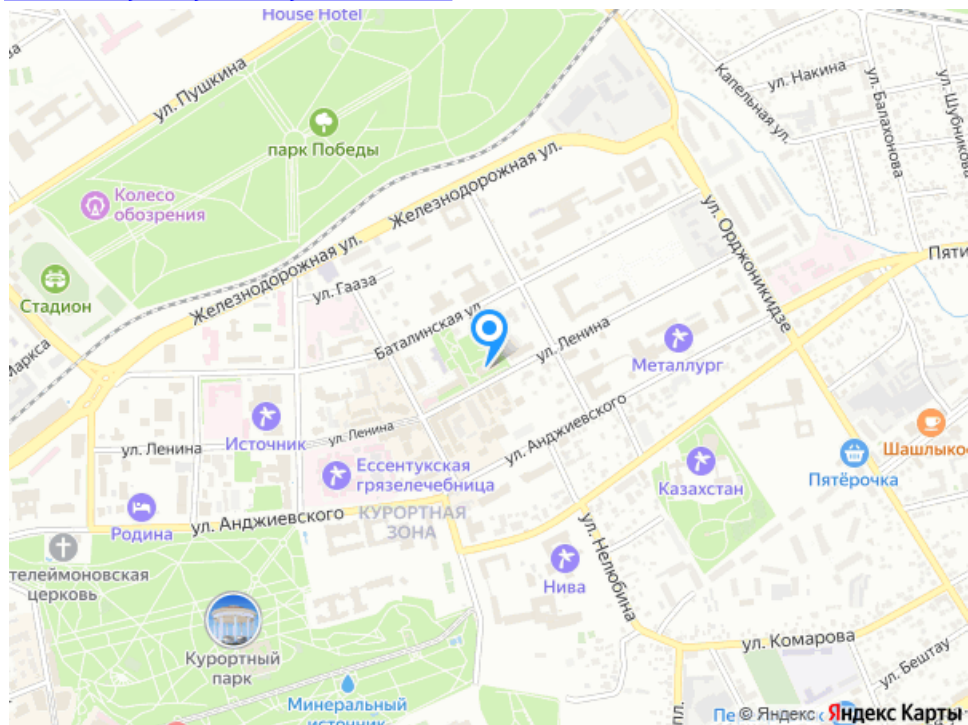 House Hotel
ул. Пушкина
парк Победы
Колесо
обозрения
Стадион
Железнодорожная ул.
Железнодорожная ул.
ул. Гааза
Баталинская ул
ул. Накина
Капельная ул.
ул. Балахонова
ул. Шубникова
ул. Орджоникидзе
Пяти
Маркса
ул. Ленина
Металлург
Источник
ул. Ленина
ул. Ленина
ул. Анджиевского
Ессентукская
грязелечебница
Казахстан
Пятёрочка
Шашлыкос
Родина
ул. Анджиевского
КУРОРТНАЯ
ЗОНА
телеймоновская
церковь
Нива
ул. Нелюбина
ул. Комарова
ул. Бештау
Курортный
парк
Минеральный
источник
пл.
Пе
© Яндекс
с
Яндекс Карты